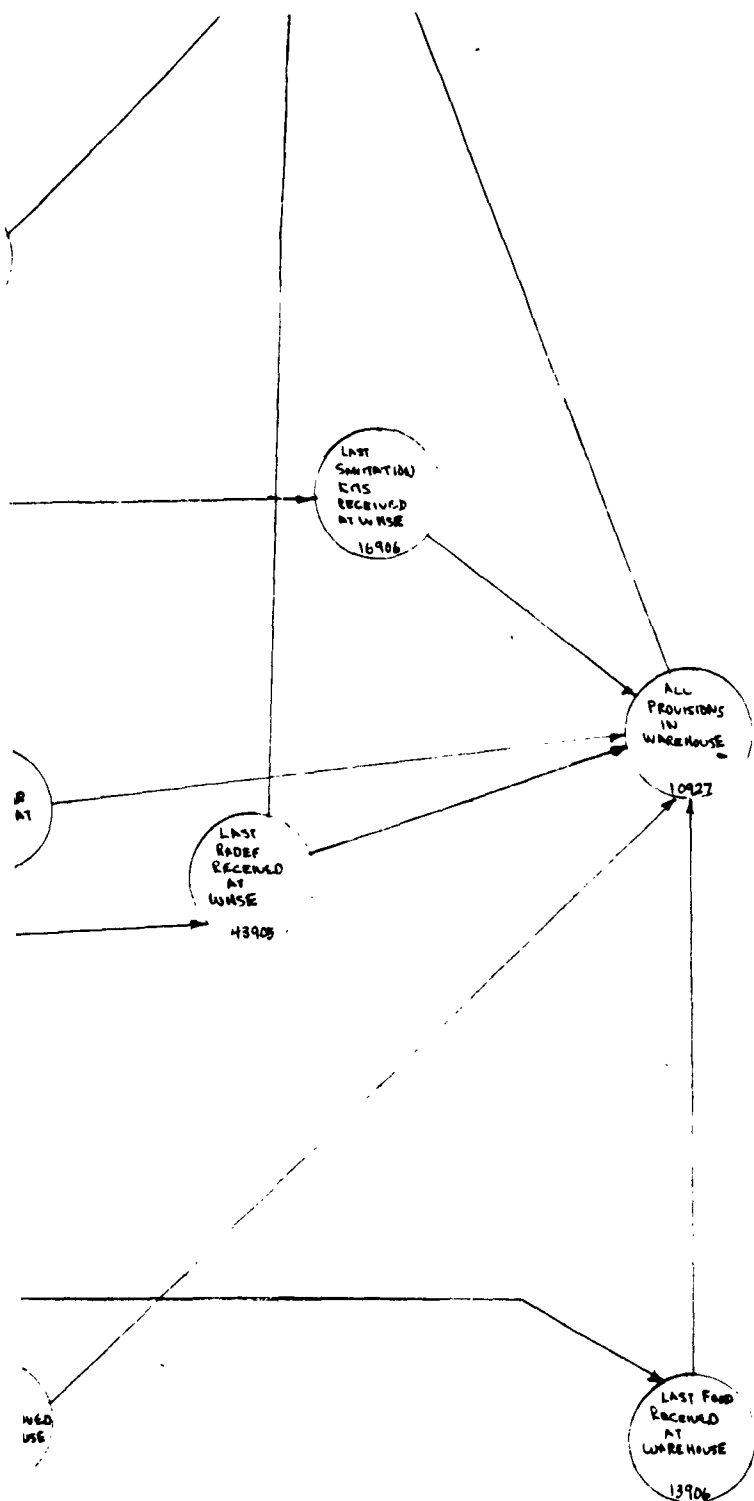 LAST
SANITATION
KITS
RECEIVED
AT WHSE
16906
ALL
PROVISIONS
IN
WAREHOUSE
10927
AT
LAST
RADEF
RECEIVED
AT
WHSE
43905
LAST FOOD
RECEIVED
AT
WAREHOUSE
13906